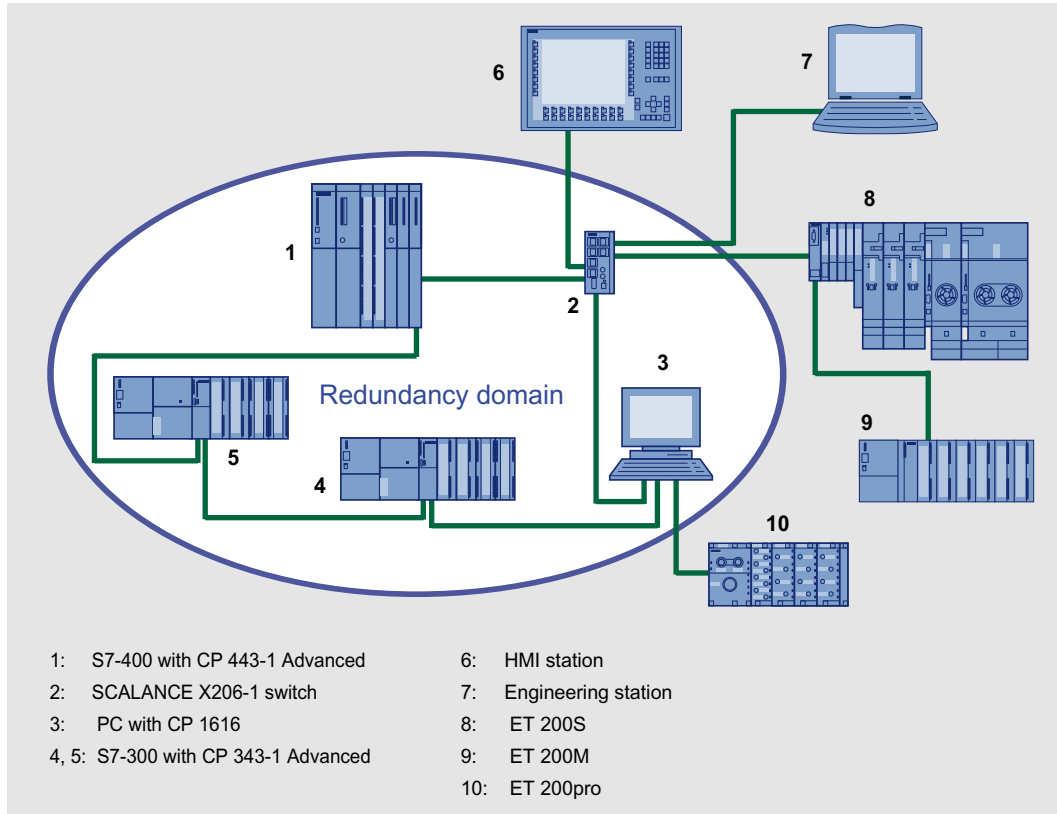 6
7
8
1
2
3
Redundancy domain
9
5
4
10
1: S7-400 with CP 443-1 Advanced
2: SCALANCE X206-1 switch
3: PC with CP 1616
4, 5: S7-300 with CP 343-1 Advanced
6: HMI station
7: Engineering station
8: ET 200S
9: ET 200M
10: ET 200pro